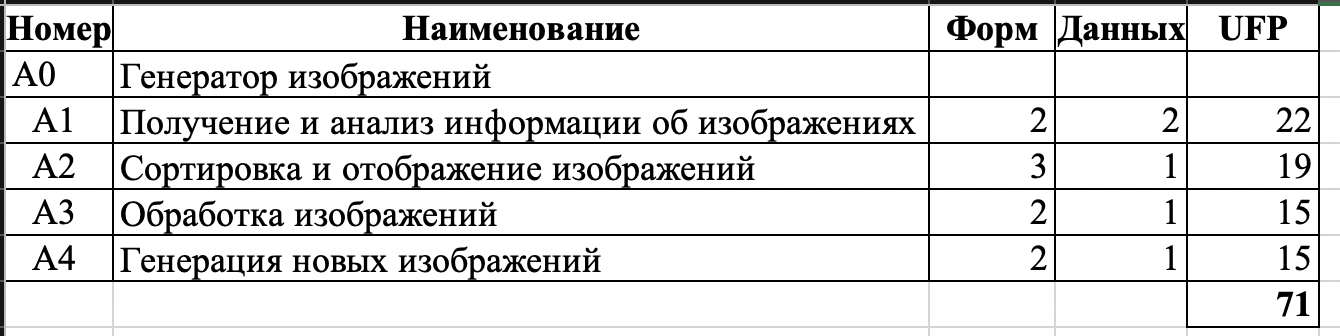 Номер Наименование Форм Данных UFP
A0 Генератор изображений
A1 Получение и анализ информации об изображениях 2 2 22
A2 Сортировка и отображение изображений 3 1 19
A3 Обработка изображений 2 1 15
A4 Генерация новых изображений 2 1 15
71